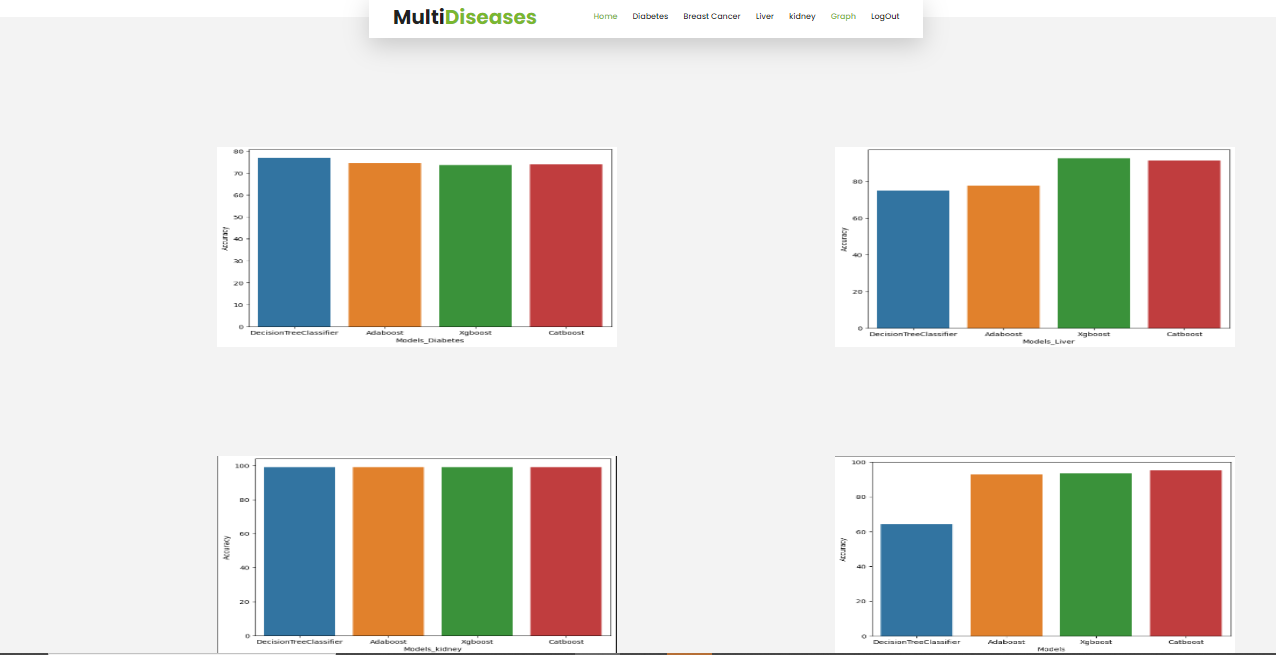 MultiDiseases Home Diabetes Breast Cancer Liver kidney Graph LogOut
80
70
60
50
40
30
20
10
0
Accuracy
DecisionTreeClassifier Adaboost Xgboost Catboost
Models_Diabetes
80
60
40
20
0
Accuracy
DecisionTreeClassifier Adaboost Xgboost Catboost
Models_Liver
100
80
60
40
20
0
Accuracy
DecisionTreeClassifier Adaboost Xgboost Catboost
Models_kidney
100
80
60
40
20
0
Accuracy
DecisionTreeClassifier Adaboost Xgboost Catboost
Models